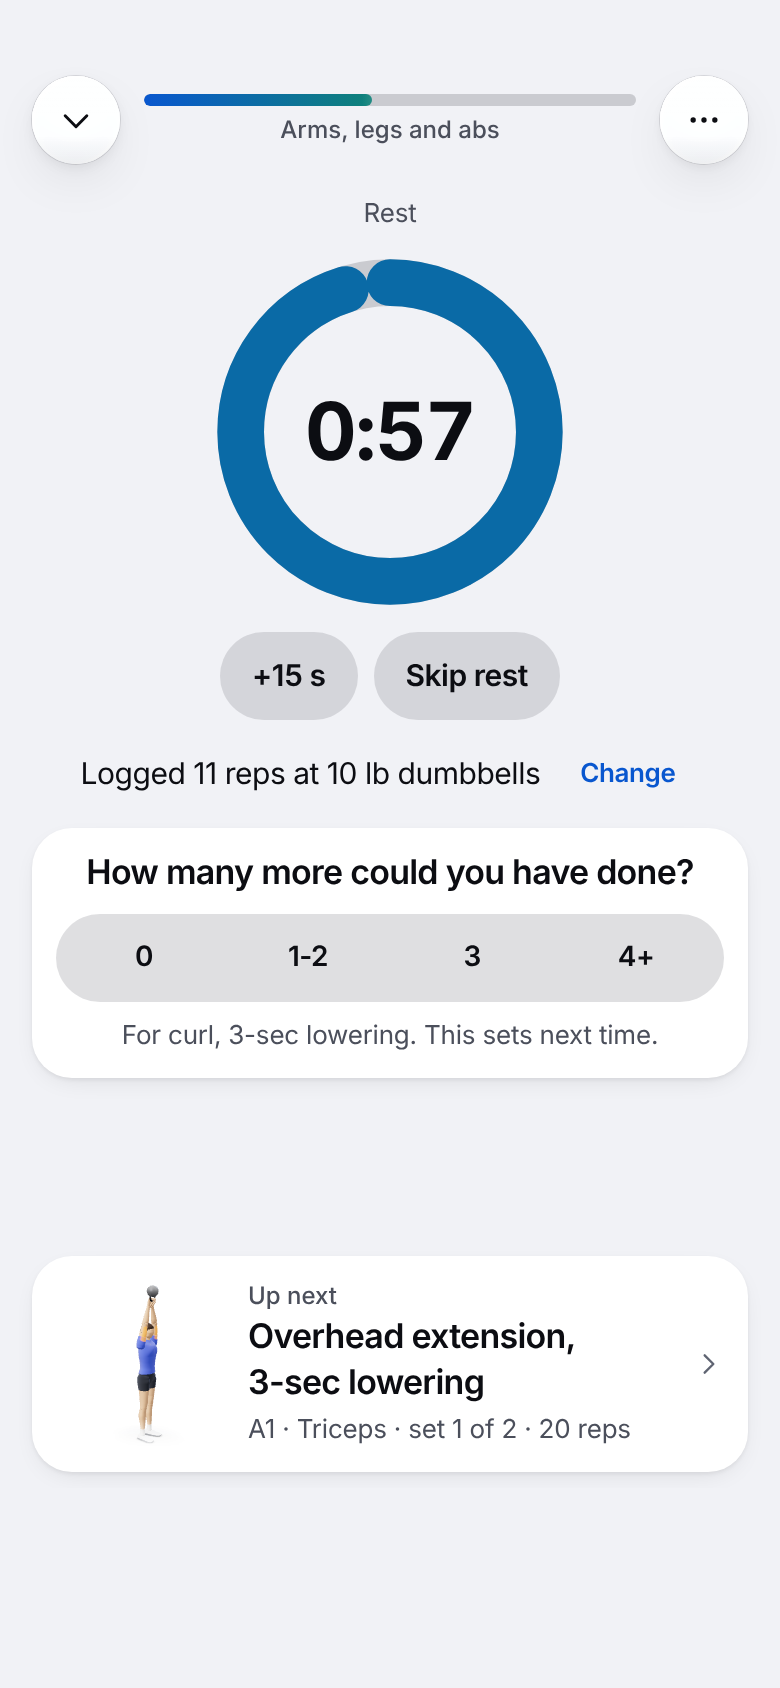 Arms, legs and abs
Rest
0:57
+15 s
Skip rest
Logged 11 reps at 10 lb dumbbells
Change
How many more could you have done?
0
1-2
3
4+
For curl, 3-sec lowering. This sets next time.
Up next
Overhead extension,
3-sec lowering
A1 · Triceps · set 1 of 2 · 20 reps